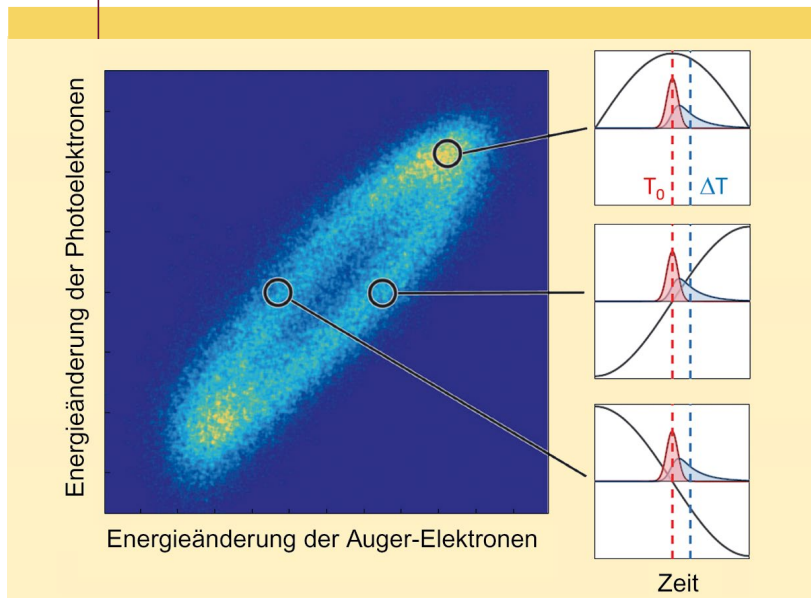 Energieänderung der Photoelektronen
T₀ ΔT
Energieänderung der Auger-Elektronen
Zeit